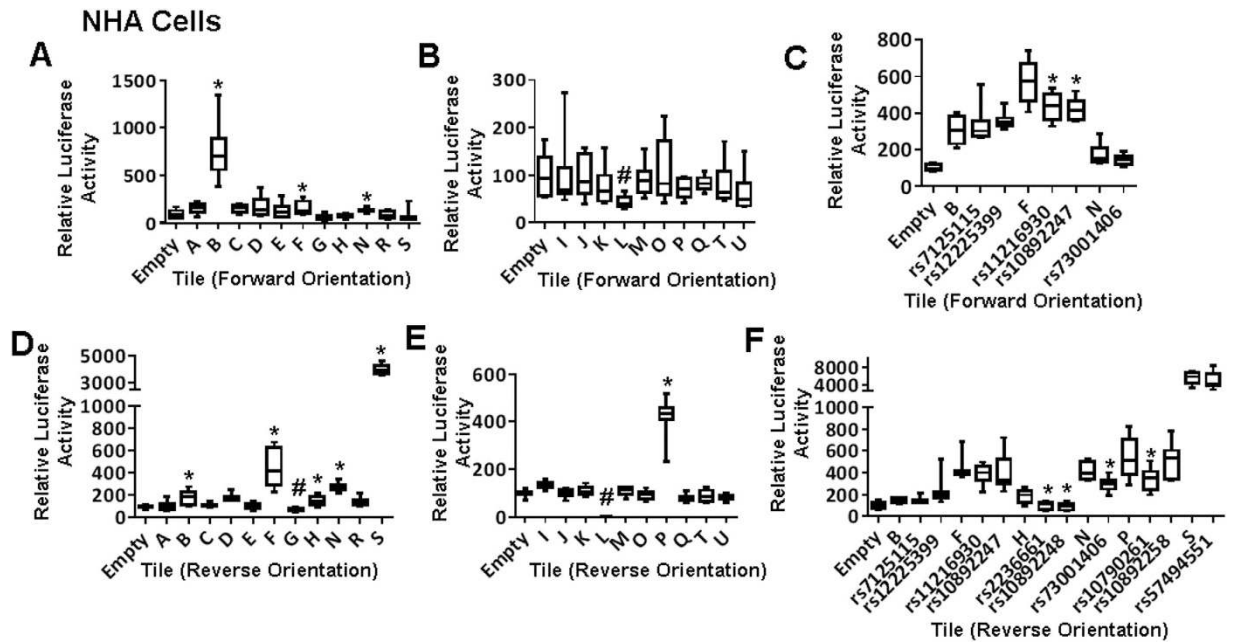 NHA Cells
A
Relative Luciferase
Activity
1500
1000
500
0
*
*
*
Empty
A
B
C
D
E
F
G
H
N
R
S
Tile (Forward Orientation)
B
Relative Luciferase
Activity
300
200
100
0
#
Empty
I
J
K
L
M
O
P
Q
T
U
Tile (Forward Orientation)
C
Relative Luciferase
Activity
800
600
400
200
0
*
*
Empty
B
rs7125115
rs12225399
F
rs11216930
rs10892247
N
rs73001406
Tile (Forward Orientation)
D
Relative Luciferase
Activity
5000
3000
1000
800
600
400
200
0
*
*
#
*
*
*
Empty
A
B
C
D
E
F
G
H
N
R
S
Tile (Reverse Orientation)
E
Relative Luciferase
Activity
600
400
200
0
#
*
Empty
I
J
K
L
M
O
P
Q
T
U
Tile (Reverse Orientation)
F
Relative Luciferase
Activity
8000
4000
1000
800
600
400
200
0
*
*
*
*
Empty
B
rs7125115
rs12225399
F
rs11216930
rs10892247
H
rs2236661
rs10892248
N
rs73001406
P
rs10790261
rs10892258
S
rs57494551
Tile (Reverse Orientation)